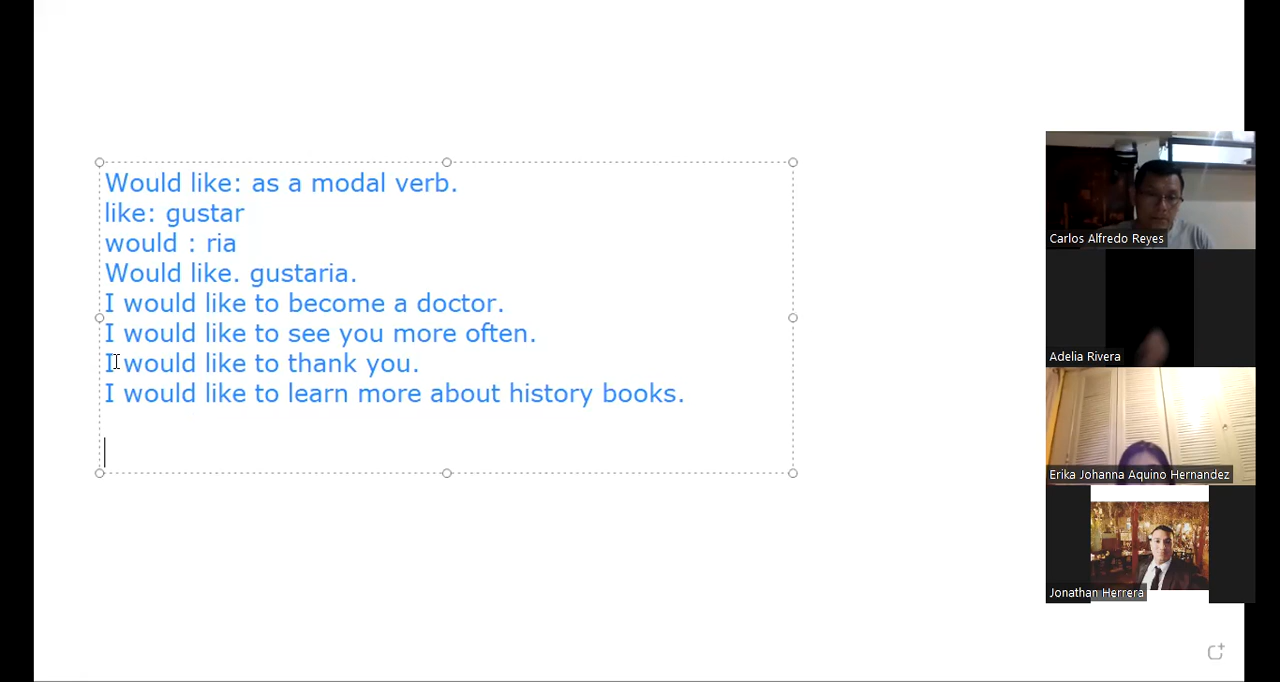 Would like: as a modal verb.
like: gustar
would : ria
Would like. gustaria.
I would like to become a doctor.
I would like to see you more often.
I would like to thank you.
I would like to learn more about history books.
Carlos Alfredo Reyes
Adelia Rivera
Erika Johanna Aquino Hernandez
Jonathan Herrera